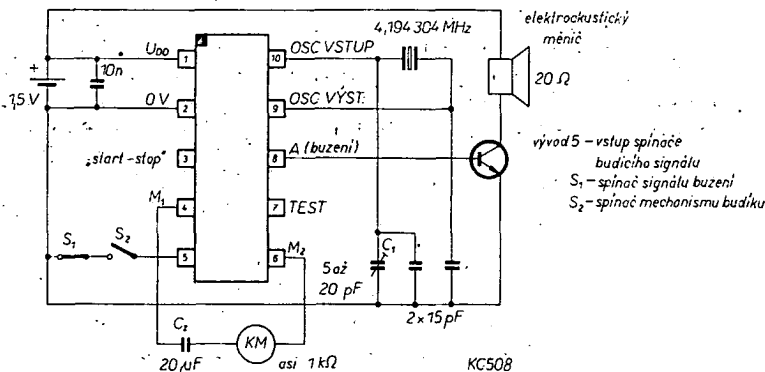 4,194 304 MHz
elektroakustický
měnič
20 Ω
+
1,5 V
10n
U_DD
1
10
OSC VSTUP
0 V
2
9
OSC VÝST.
„start-stop"
3
8
A (buzení)
M₁
4
7
TEST
S₁
S₂
5
6
M₂
C₁
5 až
20 pF
2 x 15 pF
C₂
20 µF
KM
asi 1 kΩ
KC508
vývod 5 – vstup spínače
budicího signálu
S₁ – spínač signálu buzení
S₂ – spínač mechanismu budíku